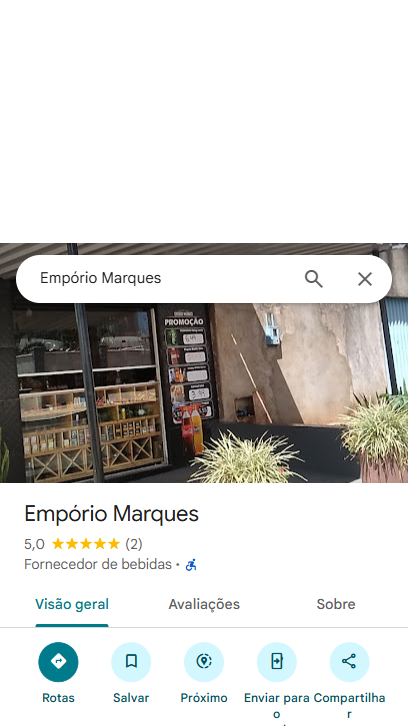 Empório Marques
PROMOÇÃO
Empório Marques
5,0 ★★★★★ (2)
Fornecedor de bebidas ·
Visão geral
Avaliações
Sobre
Rotas
Salvar
Próximo
Enviar para
o
Compartilha
r